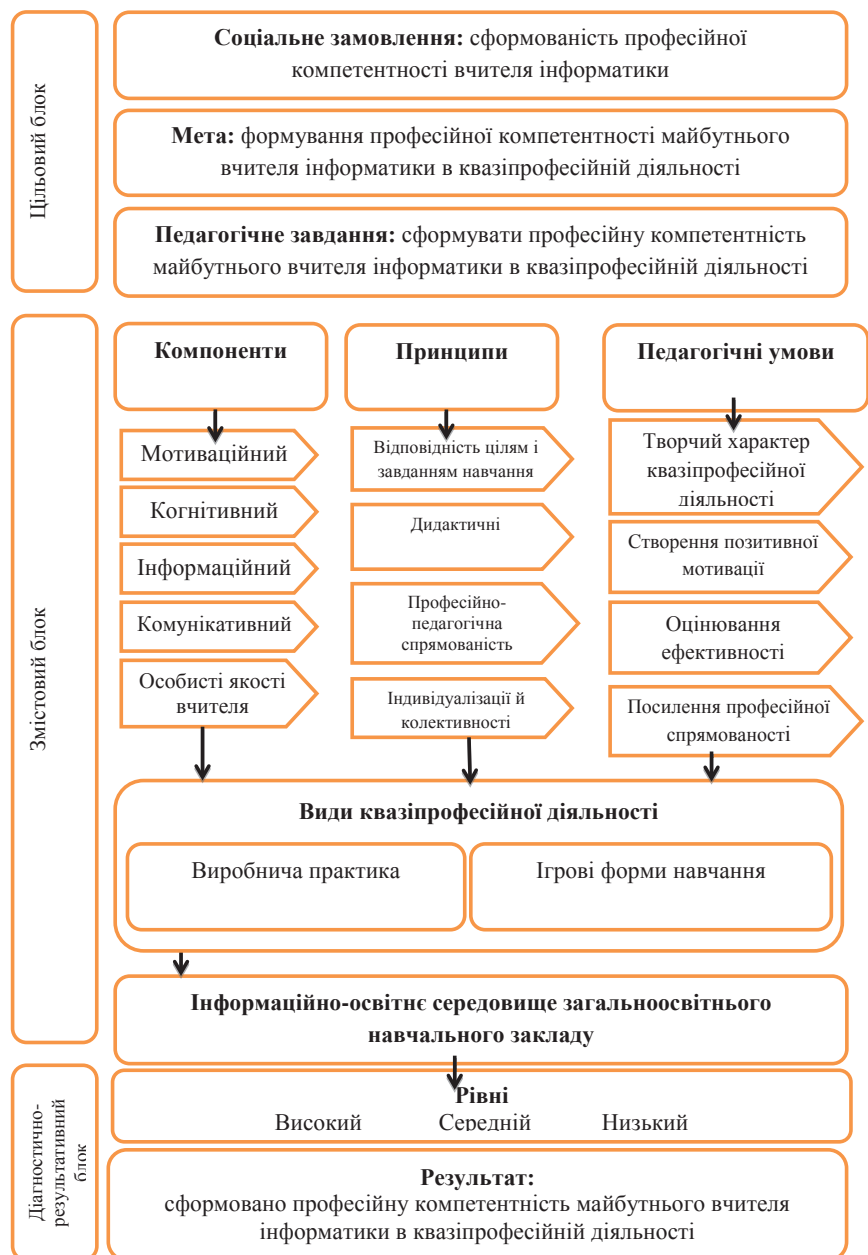 Цільовий блок
Соціальне замовлення: сформованість професійної
компетентності вчителя інформатики
Мета: формування професійної компетентності майбутнього
вчителя інформатики в квазіпрофесійній діяльності
Педагогічне завдання: сформувати професійну компетентність
майбутнього вчителя інформатики в квазіпрофесійній діяльності
Змістовий блок
Компоненти
Мотиваційний
Когнітивний
Інформаційний
Комунікативний
Особисті якості
вчителя
Принципи
Відповідність цілям і
завданням навчання
Дидактичні
Професійно-
педагогічна
спрямованість
Індивідуалізації й
колективності
Педагогічні умови
Творчий характер
квазіпрофесійної
діяльності
Створення позитивної
мотивації
Оцінювання
ефективності
Посилення професійної
спрямованості
Види квазіпрофесійної діяльності
Виробнича практика
Ігрові форми навчання
Інформаційно-освітнє середовище загальноосвітнього
навчального закладу
Діагностично-
результативний
блок
Рівні
Високий Середній Низький
Результат:
сформовано професійну компетентність майбутнього вчителя
інформатики в квазіпрофесійній діяльності